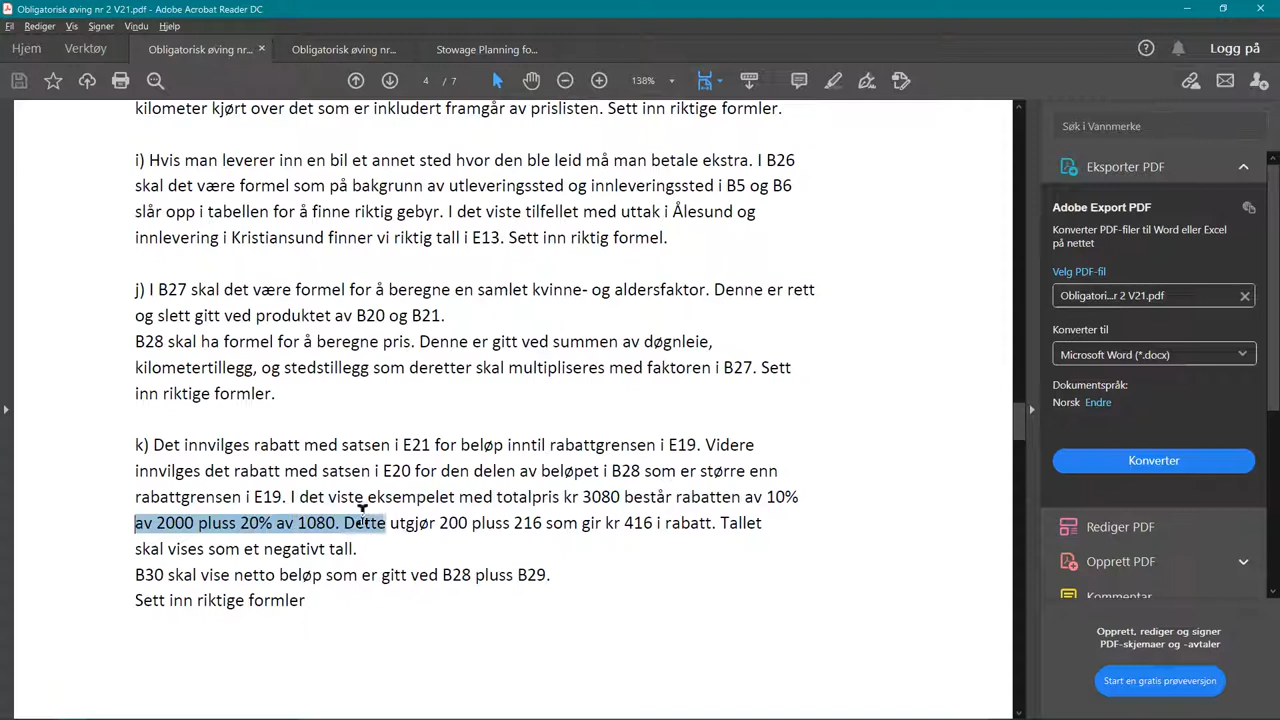 Obligatorisk øving nr 2 V21.pdf - Adobe Acrobat Reader DC
Fil Rediger Vis Signer Vindu Hjelp
Hjem Verktøy Obligatorisk øving nr... × Obligatorisk øving nr... Stowage Planning fo... Logg på
4 / 7 138%
kilometer kjørt over det som er inkludert framgår av prislisten. Sett inn riktige formler.
i) Hvis man leverer inn en bil et annet sted hvor den ble leid må man betale ekstra. I B26
skal det være formel som på bakgrunn av utleveringssted og innleveringssted i B5 og B6
slår opp i tabellen for å finne riktig gebyr. I det viste tilfellet med uttak i Ålesund og
innlevering i Kristiansund finner vi riktig tall i E13. Sett inn riktig formel.
j) I B27 skal det være formel for å beregne en samlet kvinne- og aldersfaktor. Denne er rett
og slett gitt ved produktet av B20 og B21.
B28 skal ha formel for å beregne pris. Denne er gitt ved summen av døgnleie,
kilometertillegg, og stedstillegg som deretter skal multipliseres med faktoren i B27. Sett
inn riktige formler.
k) Det innvilges rabatt med satsen i E21 for beløp inntil rabattgrensen i E19. Videre
innvilges det rabatt med satsen i E20 for den delen av beløpet i B28 som er større enn
rabattgrensen i E19. I det viste eksempelet med totalpris kr 3080 består rabatten av 10%
av 2000 pluss 20% av 1080. Dette utgjør 200 pluss 216 som gir kr 416 i rabatt. Tallet
skal vises som et negativt tall.
B30 skal vise netto beløp som er gitt ved B28 pluss B29.
Sett inn riktige formler
Søk i Vannmerke
Eksporter PDF
Adobe Export PDF
Konverter PDF-filer til Word eller Excel
på nettet
Velg PDF-fil
Obligatori...r 2 V21.pdf
Konverter til
Microsoft Word (*.docx)
Dokumentspråk:
Norsk Endre
Konverter
Rediger PDF
Opprett PDF
Kommentar
Opprett, rediger og signer
PDF-skjemaer og -avtaler
Start en gratis prøveversjon